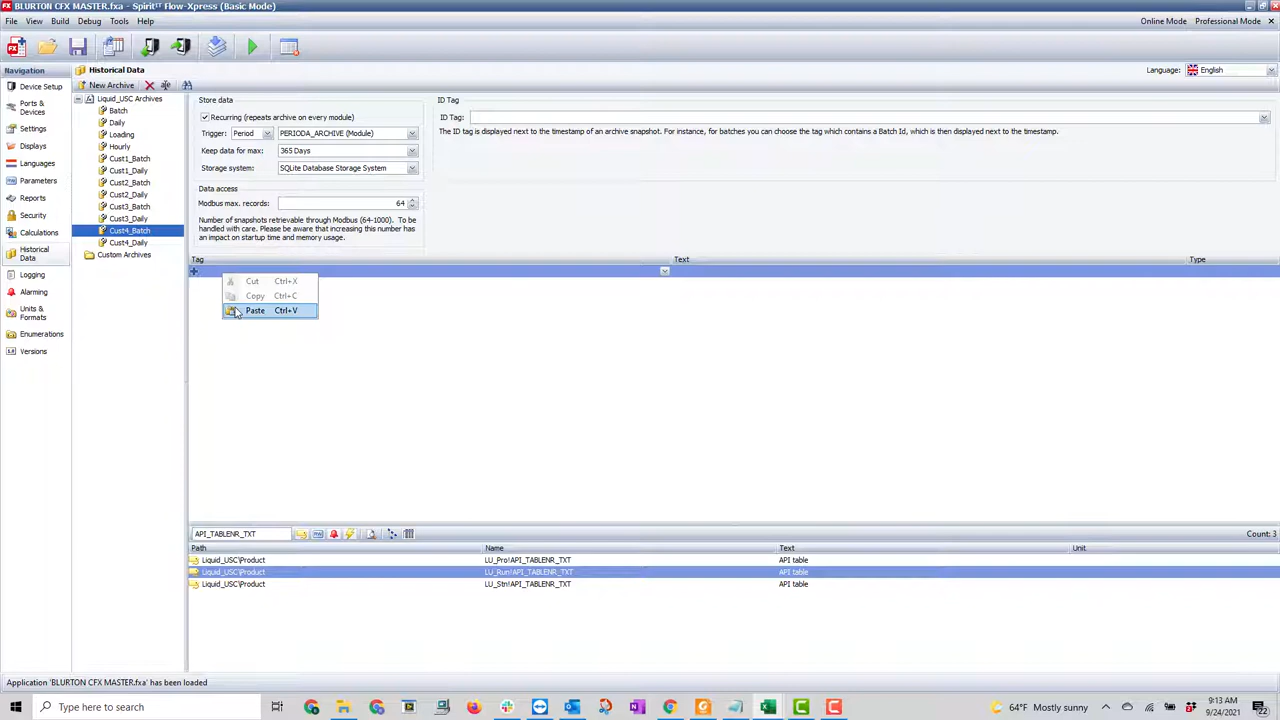 BLURTON CFX MASTER.fxa - Spirit IT Flow-Xpress (Basic Mode)
File View Build Debug Tools Help
Online Mode Professional Mode
Navigation
Historical Data
Language: English
New Archive
Device Setup
Ports & Devices
Settings
Displays
Languages
Parameters
Reports
Security
Calculations
Historical Data
Logging
Alarming
Units & Formats
Enumerations
Versions
Liquid_USC Archives
Batch
Daily
Loading
Hourly
Cust1_Batch
Cust1_Daily
Cust2_Batch
Cust2_Daily
Cust3_Batch
Cust3_Daily
Cust4_Batch
Cust4_Daily
Custom Archives
Store data
Recurring (repeats archive on every module)
Trigger: Period PERIODA_ARCHIVE (Module)
Keep data for max: 365 Days
Storage system: SQLite Database Storage System
Data access
Modbus max. records: 64
Number of snapshots retrievable through Modbus (64-1000). To be
handled with care. Please be aware that increasing this number has
an impact on startup time and memory usage.
ID Tag
ID Tag:
The ID tag is displayed next to the timestamp of an archive snapshot. For instance, for batches you can choose the tag which contains a Batch Id, which is then displayed next to the timestamp.
Tag Text Type
Cut Ctrl+X
Copy Ctrl+C
Paste Ctrl+V
API_TABLENR_TXT
Count: 3
Path Name Text Unit
Liquid_USC\Product LU_Pro!API_TABLENR_TXT API table
Liquid_USC\Product LU_Run!API_TABLENR_TXT API table
Liquid_USC\Product LU_Stn!API_TABLENR_TXT API table
Application 'BLURTON CFX MASTER.fxa' has been loaded
Type here to search
64°F Mostly sunny
9:13 AM
9/24/2021
22